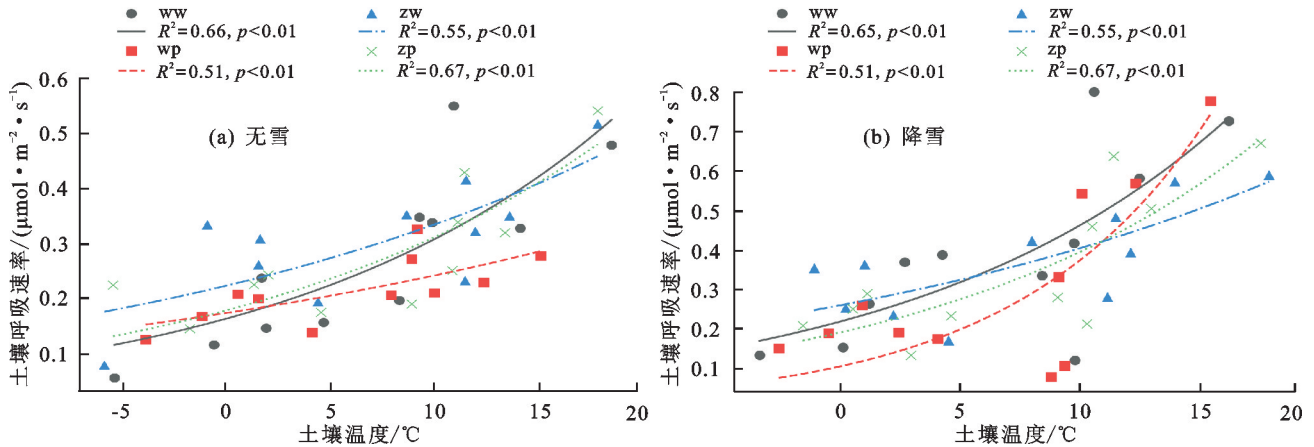 ww
R²=0.66, p<0.01
wp
R²=0.51, p<0.01
zw
R²=0.55, p<0.01
zp
R²=0.67, p<0.01
(a) 无雪
土壤呼吸速率/(μmol·m⁻²·s⁻¹)
0.6
0.5
0.4
0.3
0.2
0.1
-5
0
5
10
15
20
土壤温度/℃
ww
R²=0.65, p<0.01
wp
R²=0.51, p<0.01
zw
R²=0.55, p<0.01
zp
R²=0.67, p<0.01
(b) 降雪
土壤呼吸速率/(μmol·m⁻²·s⁻¹)
0.8
0.7
0.6
0.5
0.4
0.3
0.2
0.1
0
5
10
15
20
土壤温度/℃